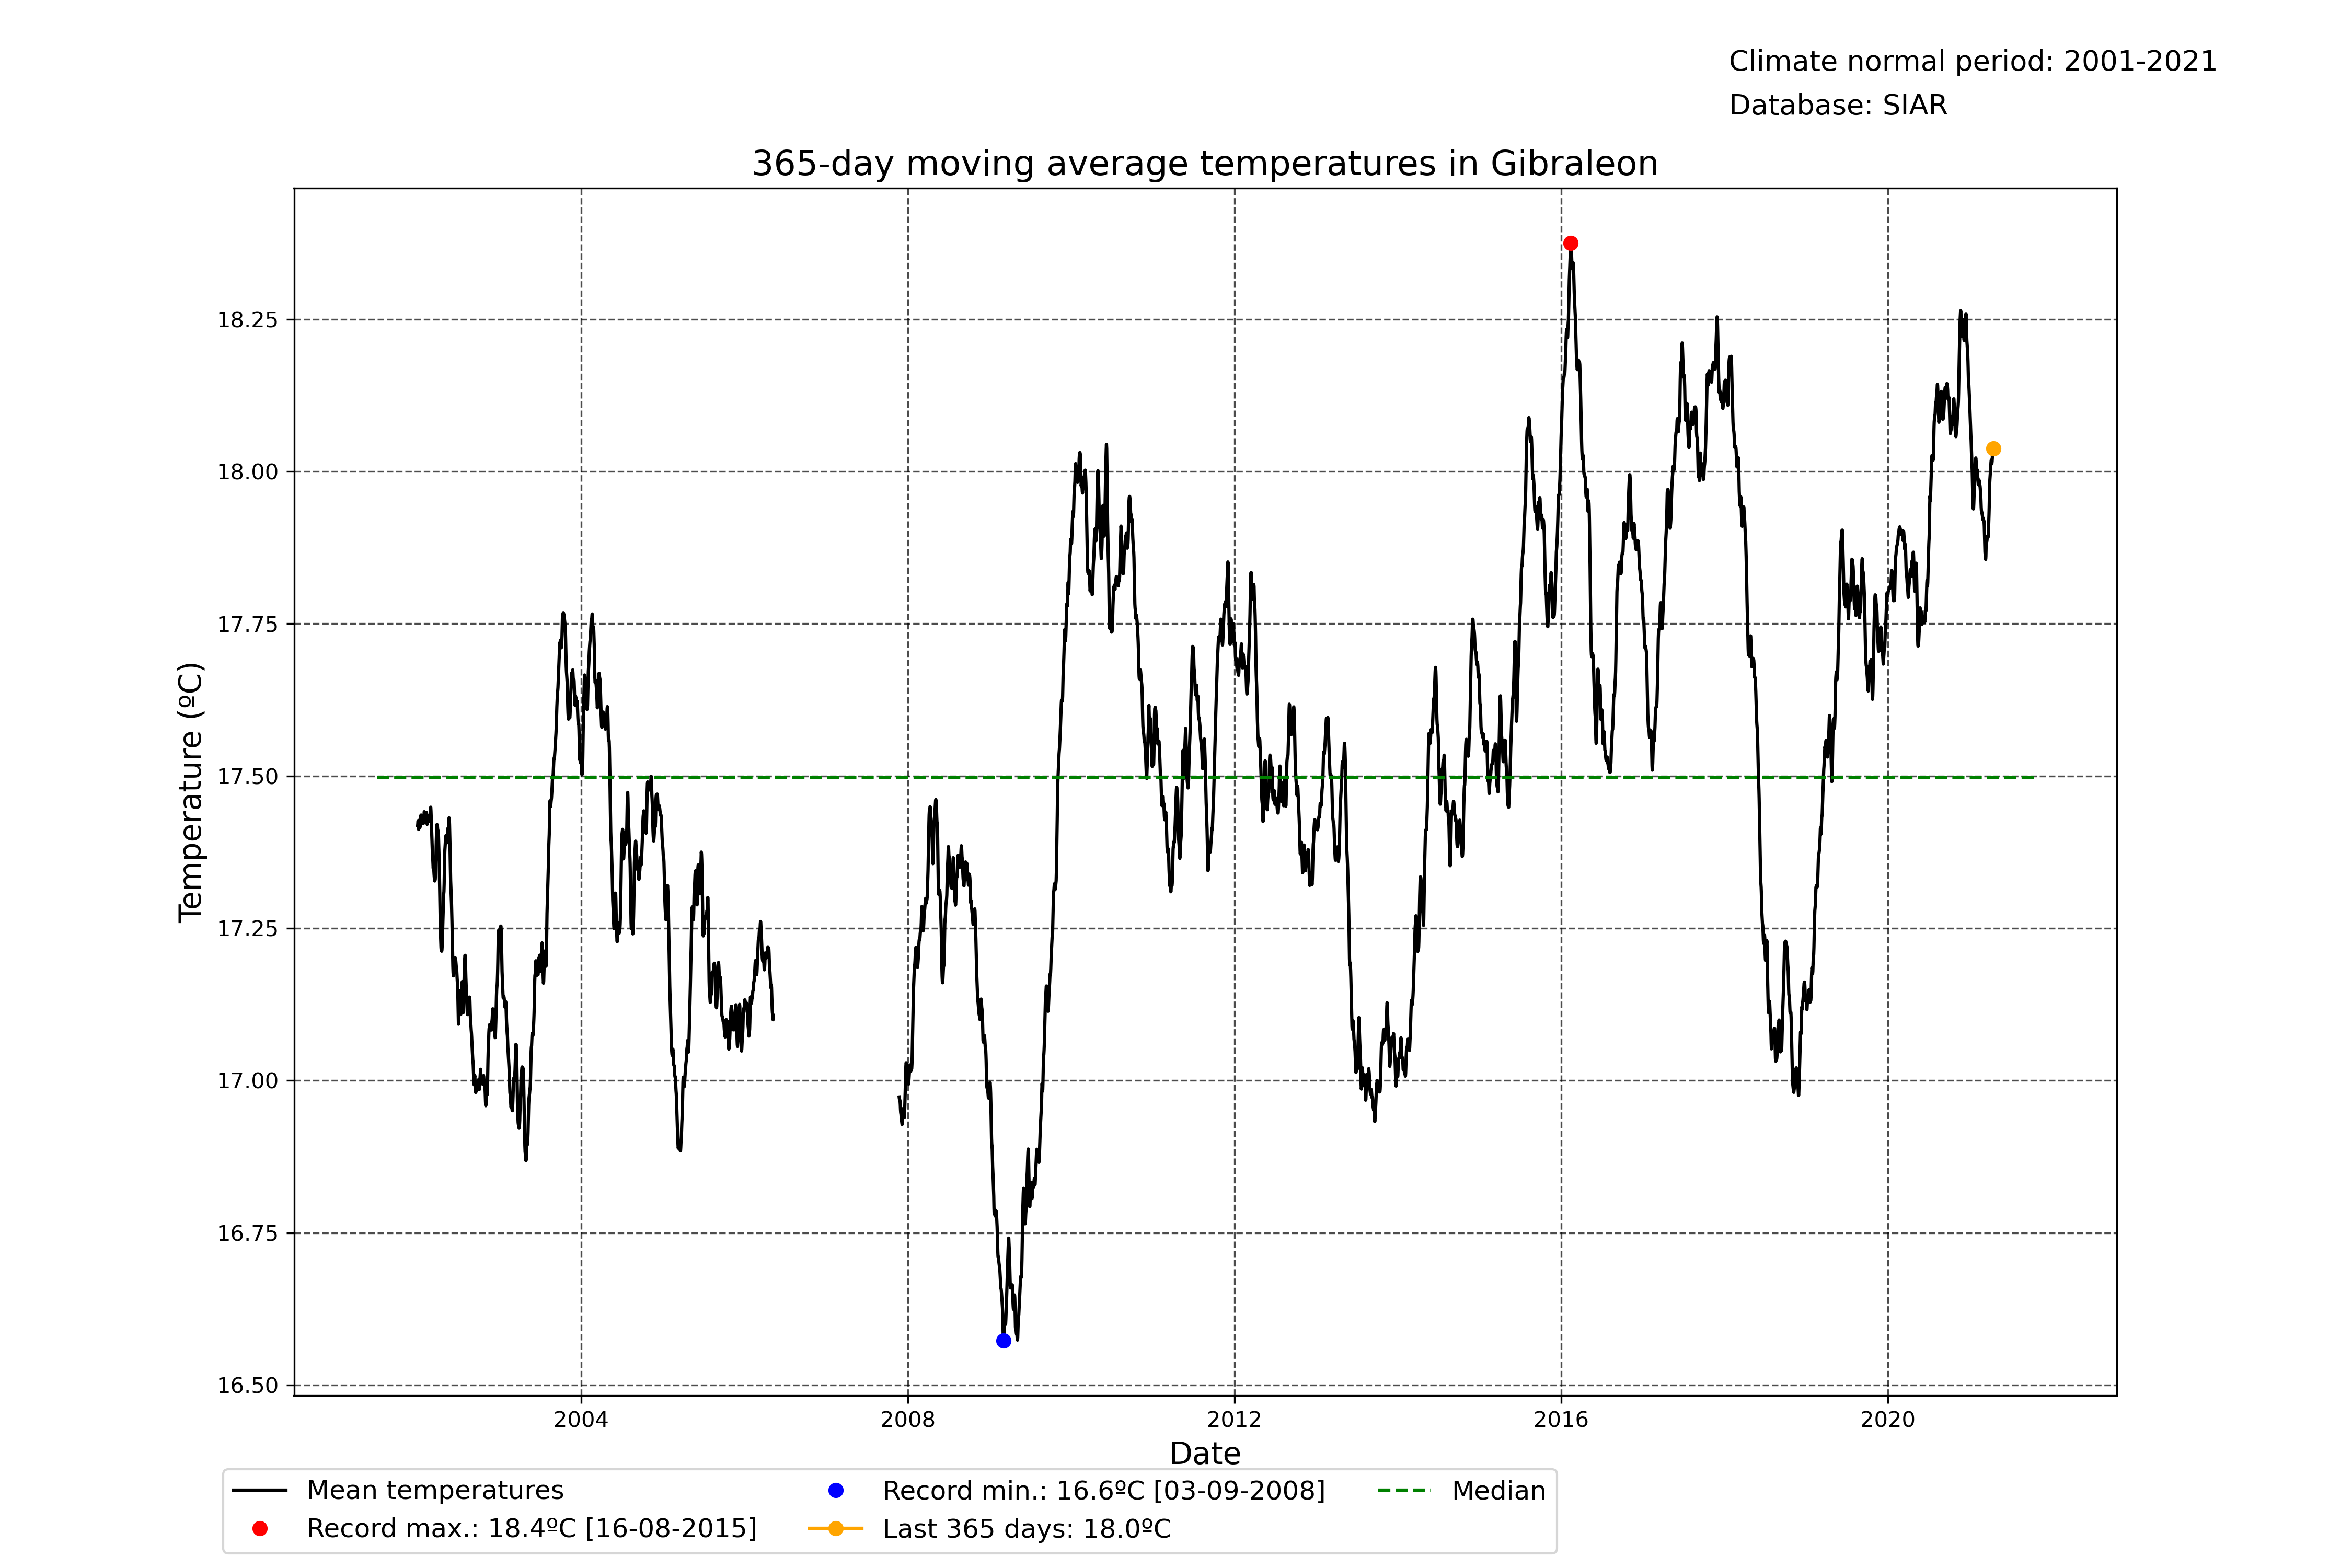 Climate normal period: 2001-2021
Database: SIAR
365-day moving average temperatures in Gibraleon
18.25
18.00
17.75
17.50
17.25
17.00
16.75
16.50
Temperature (ºC)
2004
2008
2012
2016
2020
Date
Mean temperatures
Record max.: 18.4ºC [16-08-2015]
Record min.: 16.6ºC [03-09-2008]
Last 365 days: 18.0ºC
Median